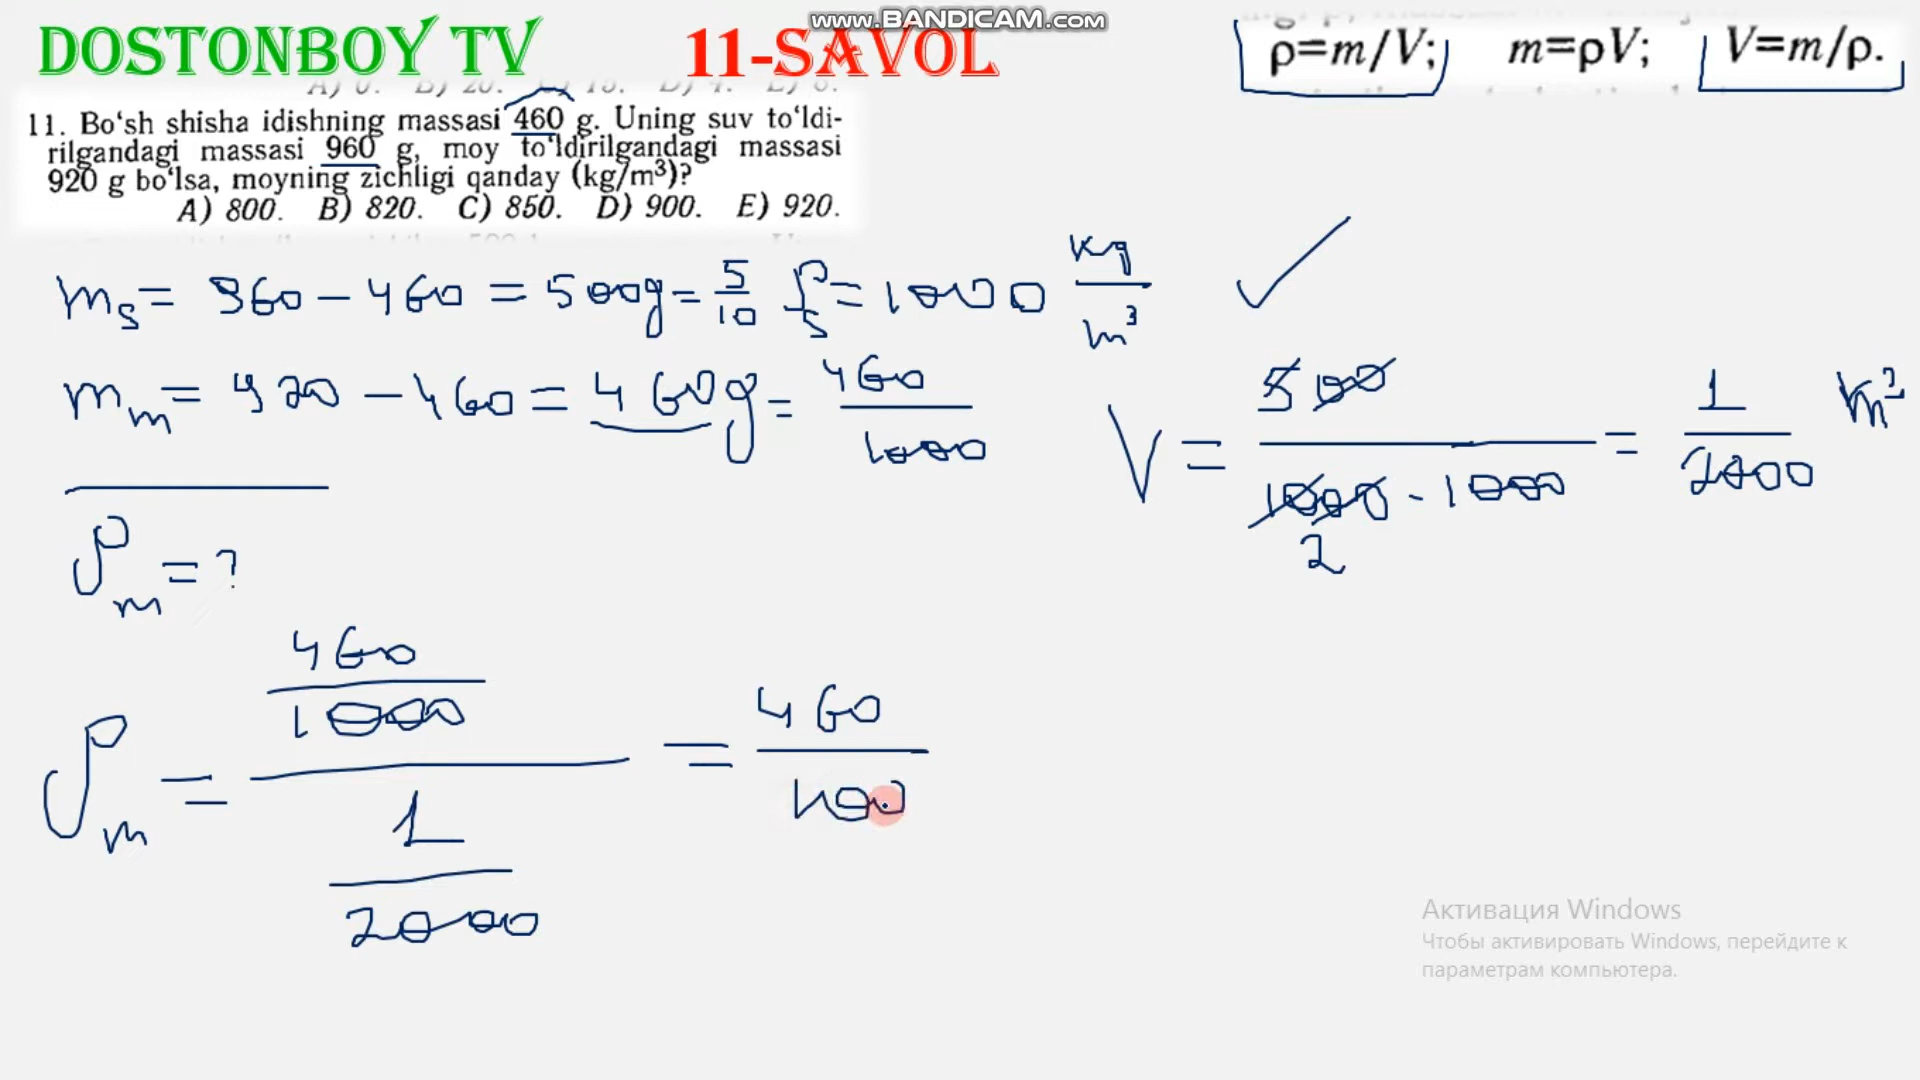 www.BANDICAM.com
DOSTONBOY TV 11-SAVOL
ρ=m/V; m=ρV; V=m/ρ.
11. Bo‘sh shisha idishning massasi 460 g. Uning suv to‘ldi-
rilgandagi massasi 960 g, moy to‘ldirilgandagi massasi
920 g bo‘lsa, moyning zichligi qanday (kg/m³)?
A) 800. B) 820. C) 850. D) 900. E) 920.
m_s = 960 - 460 = 500g = 5/10 ρ_s = 1000 kg/m³
m_m = 920 - 460 = 460g = 460/1000
V = 500/(1000 · 1000) = 1/2000 m³
2
ρ_m = ?
ρ_m = (460/1000)/(1/2000) = 460/1000
Активация Windows
Чтобы активировать Windows, перейдите к
параметрам компьютера.